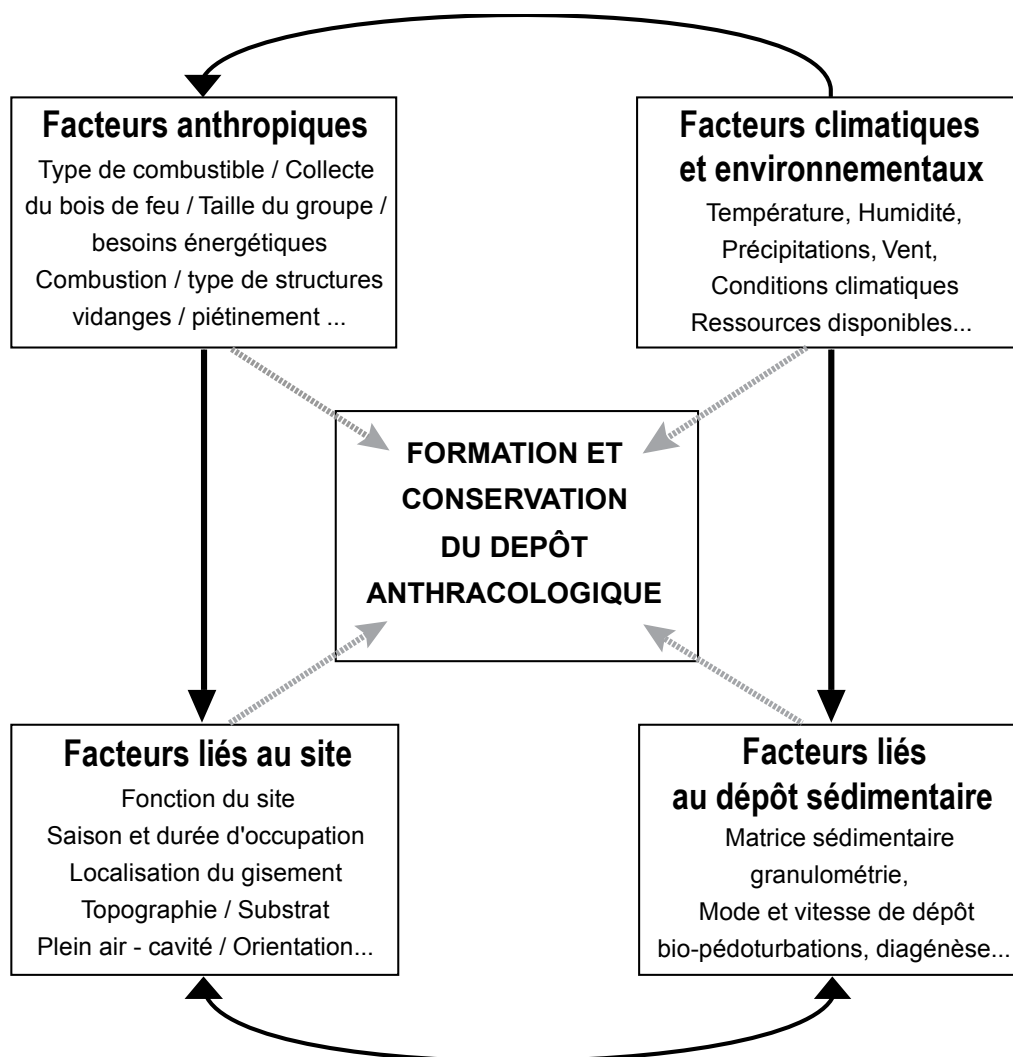 Facteurs anthropiques
Type de combustible / Collecte
du bois de feu / Taille du groupe /
besoins énergétiques
Combustion / type de structures
vidanges / piétinement ...
Facteurs climatiques
et environnementaux
Température, Humidité,
Précipitations, Vent,
Conditions climatiques
Ressources disponibles...
FORMATION ET
CONSERVATION
DU DEPÔT
ANTHRACOLOGIQUE
Facteurs liés au site
Fonction du site
Saison et durée d'occupation
Localisation du gisement
Topographie / Substrat
Plein air - cavité / Orientation...
Facteurs liés
au dépôt sédimentaire
Matrice sédimentaire
granulométrie,
Mode et vitesse de dépôt
bio-pédoturbations, diagénèse...